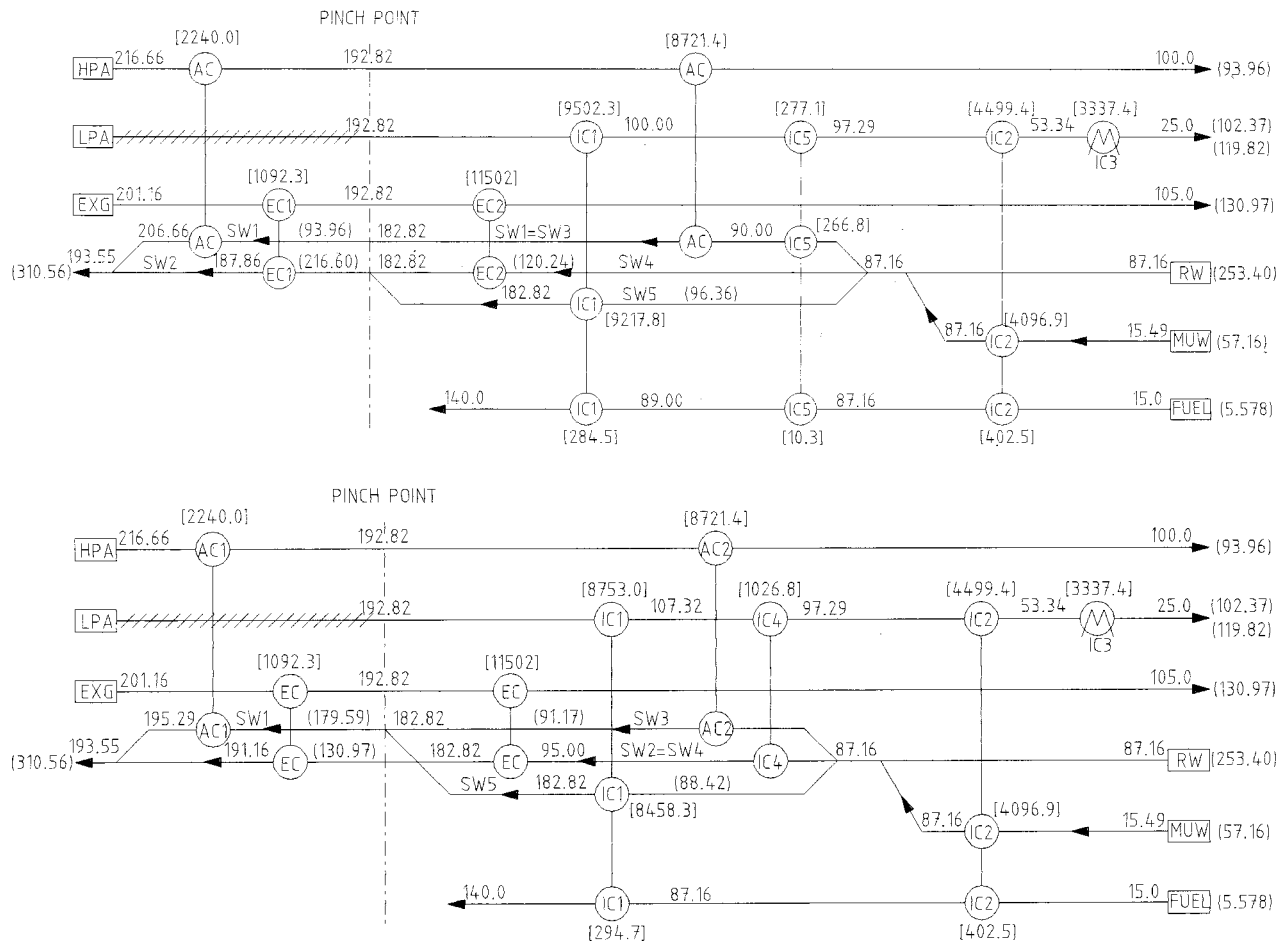 PINCH POINT
[2240.0] [8721.4]
HPA 216.66 AC 192.82 AC 100.0 (93.96)
[9502.3] [277.1] [4499.4] [3337.4]
LPA 192.82 IC1 100.00 IC5 97.29 IC2 53.34 IC3 25.0 (102.37)
(119.82)
[1092.3] [11502]
EXG 201.16 EC1 192.82 EC2 105.0 (130.97)
206.66 AC SW1 (93.96) 182.82 SW1=SW3 AC 90.00 IC5 [266.8]
(310.56) 193.55 SW2 187.86 EC1 (216.60) 182.82 EC2 (120.24) SW4 87.16 87.16 RW (253.40)
182.82 IC1 SW5 (96.36)
[9217.8]
87.16 IC2 [4096.9] 15.49 MUW (57.16)
140.0 IC1 89.00 IC5 87.16 IC2 15.0 FUEL (5.578)
[284.5] [10.3] [402.5]
PINCH POINT
[2240.0] [8721.4]
HPA 216.66 AC1 192.82 AC2 100.0 (93.96)
[8753.0] [1026.8] [4499.4] [3337.4]
LPA 192.82 IC1 107.32 IC4 97.29 IC2 53.34 IC3 25.0 (102.37)
(119.82)
[1092.3] [11502]
EXG 201.16 EC 192.82 EC 105.0 (130.97)
195.29 AC1 SW1 (179.59) 182.82 (91.17) SW3 AC2
(310.56) 193.55 191.16 EC (130.97) 182.82 EC 95.00 SW2=SW4 IC4 87.16 87.16 RW (253.40)
SW5 182.82 IC1 (88.42)
[8458.3]
87.16 IC2 [4096.9] 15.49 MUW (57.16)
140.0 IC1 87.16 IC2 15.0 FUEL (5.578)
[294.7] [402.5]